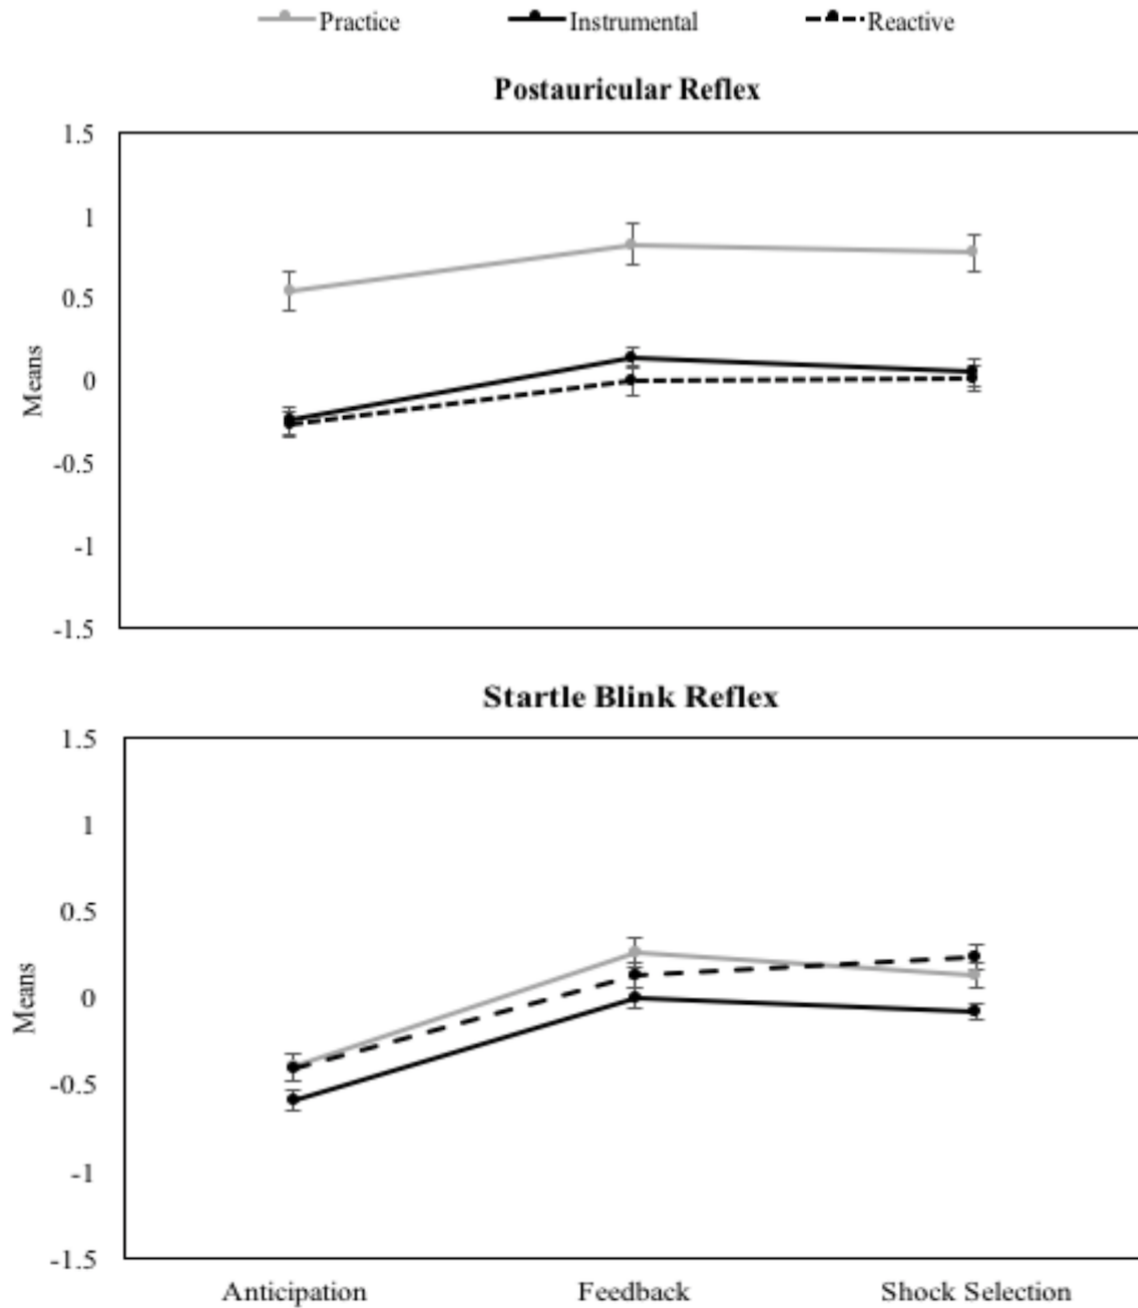 Practice Instrumental Reactive
Postauricular Reflex
1.5
1
0.5
0
-0.5
-1
-1.5
Means
Startle Blink Reflex
1.5
1
0.5
0
-0.5
-1
-1.5
Means
Anticipation Feedback Shock Selection